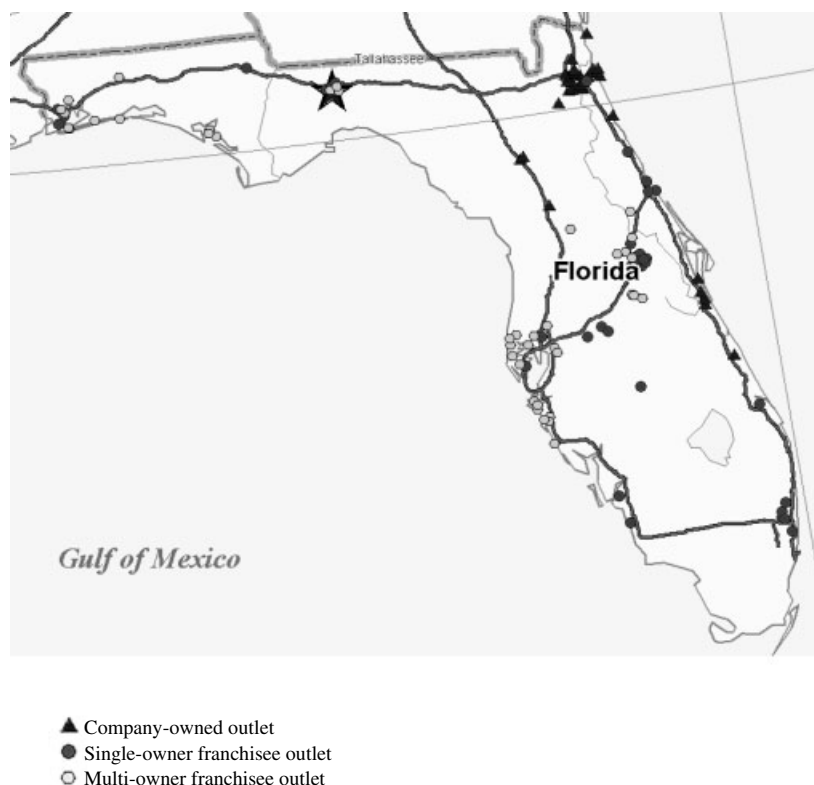 Tallahassee
Florida
Gulf of Mexico
Company-owned outlet
Single-owner franchisee outlet
Multi-owner franchisee outlet